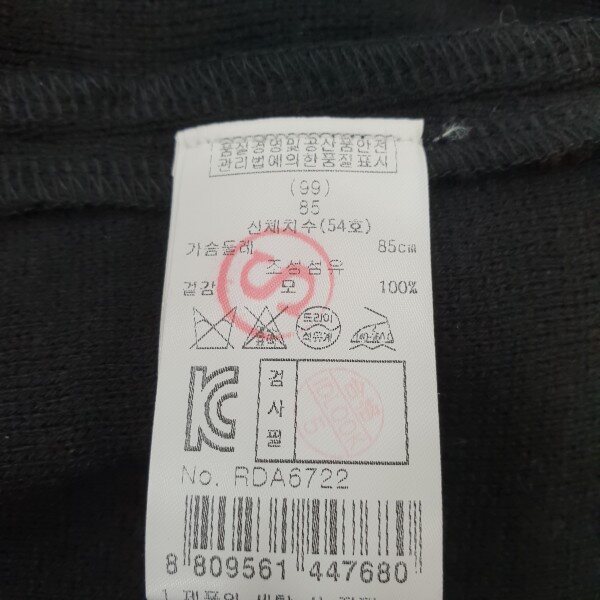 품질경영및공산품안전
관리법에의한품질표시
(99)
85
신체치수(54호)
가슴둘레 85cm
조성섬유
겉감 모 100%
드라이
석유계
검사필
No. RDA6722
8 809561 447680